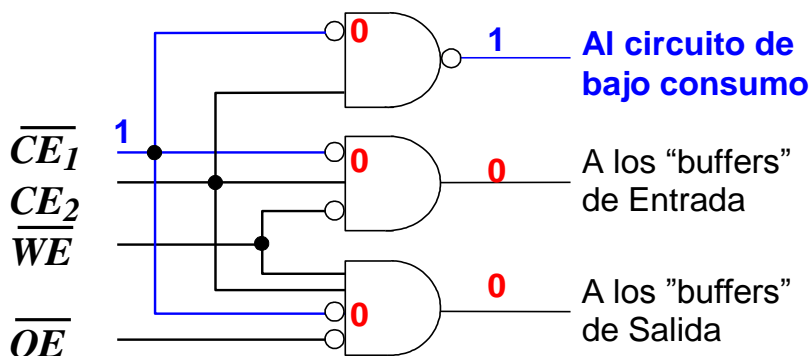 0
1
Al circuito de
bajo consumo
1
CE1
0
0
A los “buffers”
de Entrada
CE2
WE
0
0
A los ”buffers”
de Salida
OE